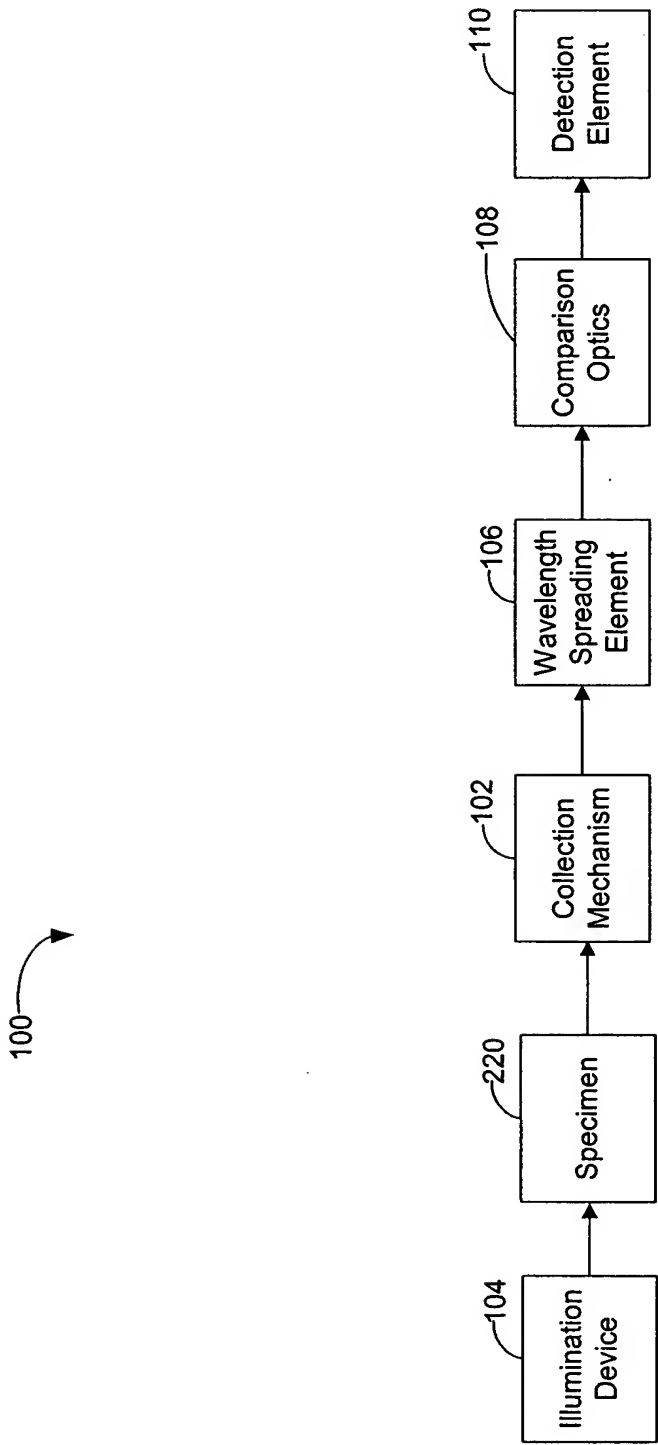 100
104
Illumination
Device
220
Specimen
102
Collection
Mechanism
106
Wavelength
Spreading
Element
108
Comparison
Optics
110
Detection
Element